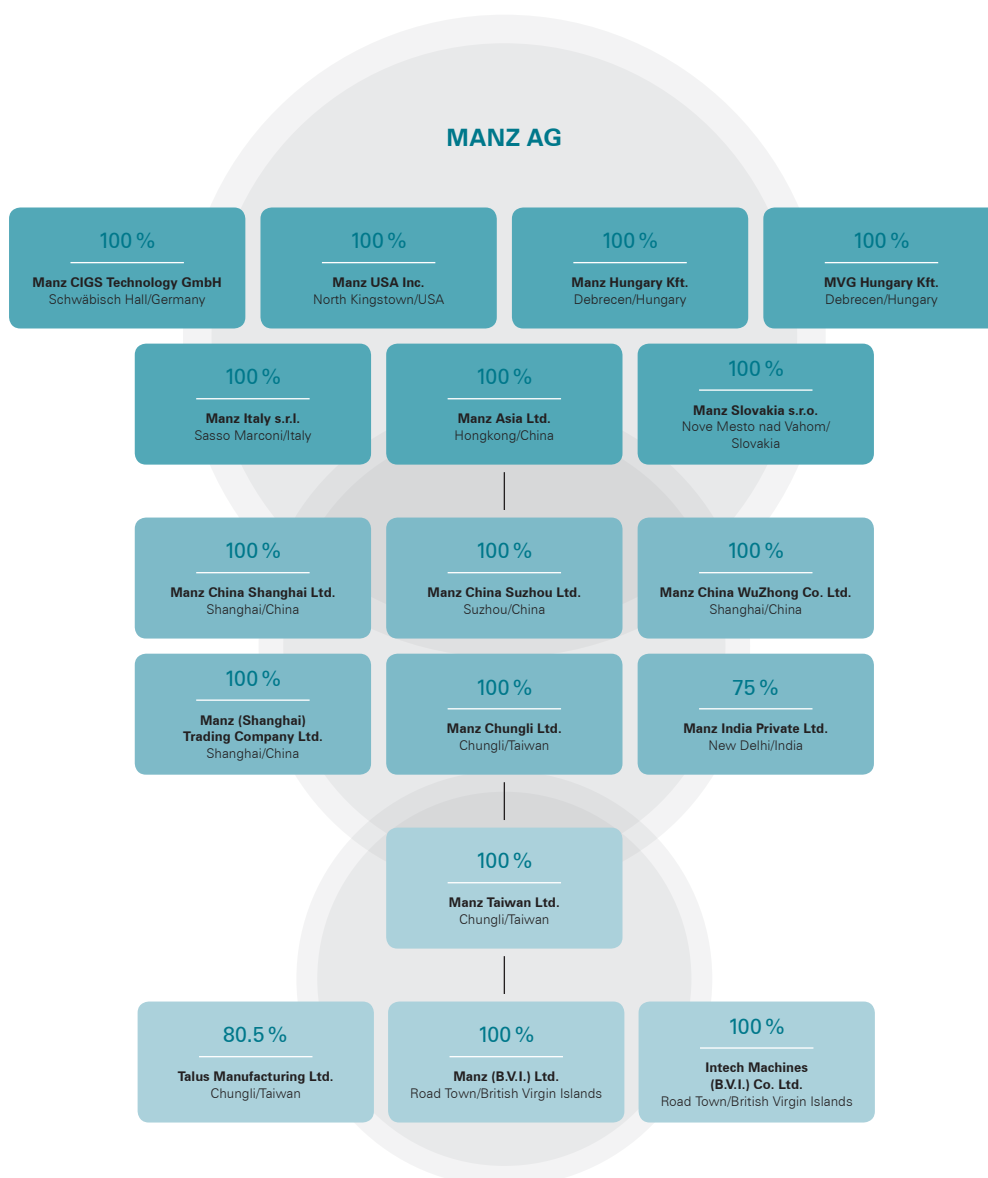 MANZ AG
100 %
Manz CIGS Technology GmbH
Schwäbisch Hall/Germany
100 %
Manz USA Inc.
North Kingstown/USA
100 %
Manz Hungary Kft.
Debrecen/Hungary
100 %
MVG Hungary Kft.
Debrecen/Hungary
100 %
Manz Italy s.r.l.
Sasso Marconi/Italy
100 %
Manz Asia Ltd.
Hongkong/China
100 %
Manz Slovakia s.r.o.
Nove Mesto nad Vahom/
Slovakia
100 %
Manz China Shanghai Ltd.
Shanghai/China
100 %
Manz China Suzhou Ltd.
Suzhou/China
100 %
Manz China WuZhong Co. Ltd.
Shanghai/China
100 %
Manz (Shanghai)
Trading Company Ltd.
Shanghai/China
100 %
Manz Chungli Ltd.
Chungli/Taiwan
75 %
Manz India Private Ltd.
New Delhi/India
100 %
Manz Taiwan Ltd.
Chungli/Taiwan
80.5 %
Talus Manufacturing Ltd.
Chungli/Taiwan
100 %
Manz (B.V.I.) Ltd.
Road Town/British Virgin Islands
100 %
Intech Machines
(B.V.I.) Co. Ltd.
Road Town/British Virgin Islands